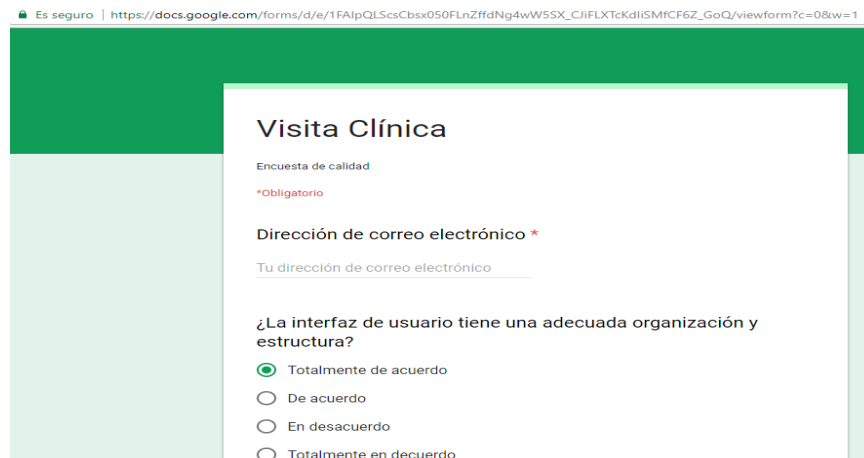 Es seguro | https://docs.google.com/forms/d/e/1FAIpQLScsCbsx050FLnZffdNg4wW5SX_CJiFLXTcKdIiSMfCF6Z_GoQ/viewform?c=0&w=1
Visita Clínica
Encuesta de calidad
*Obligatorio
Dirección de correo electrónico *
Tu dirección de correo electrónico
¿La interfaz de usuario tiene una adecuada organización y
estructura?
Totalmente de acuerdo
De acuerdo
En desacuerdo
Totalmente en decuerdo